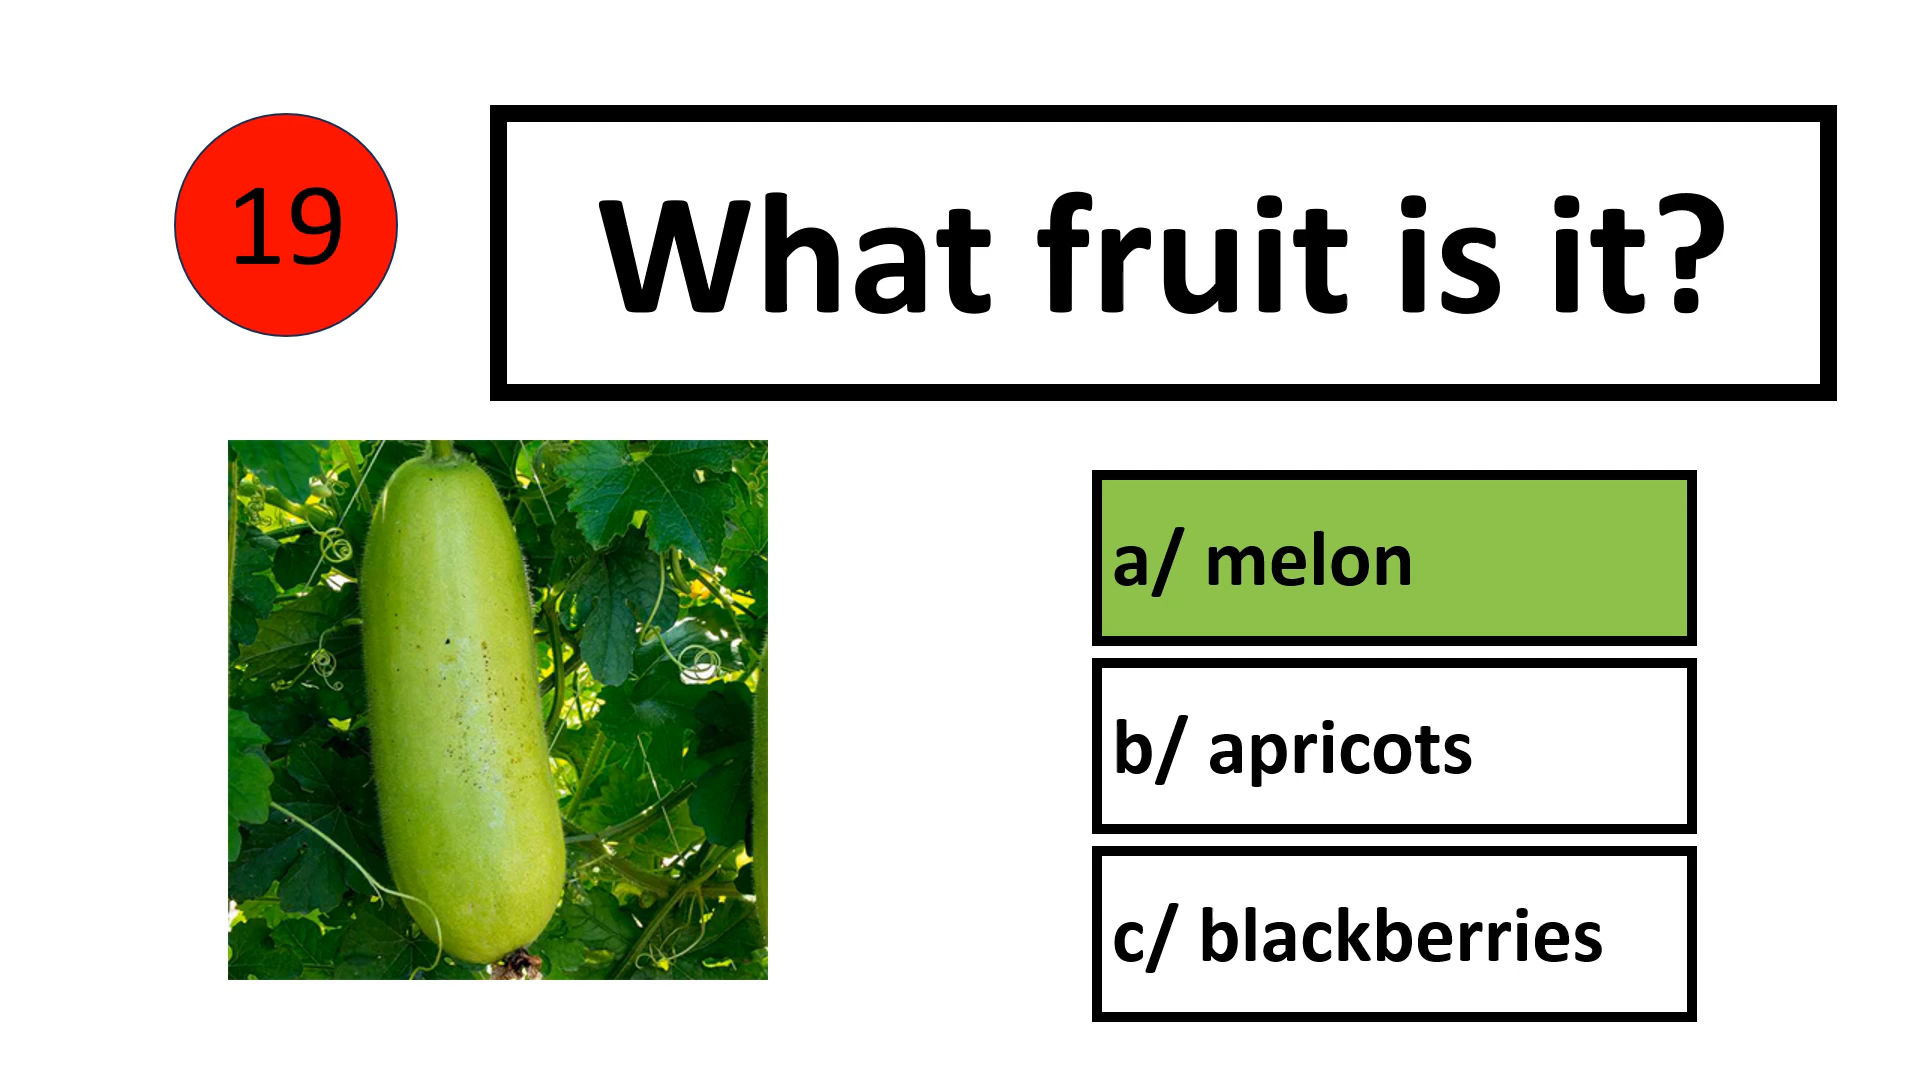 19
What fruit is it?
a/ melon
b/ apricots
c/ blackberries